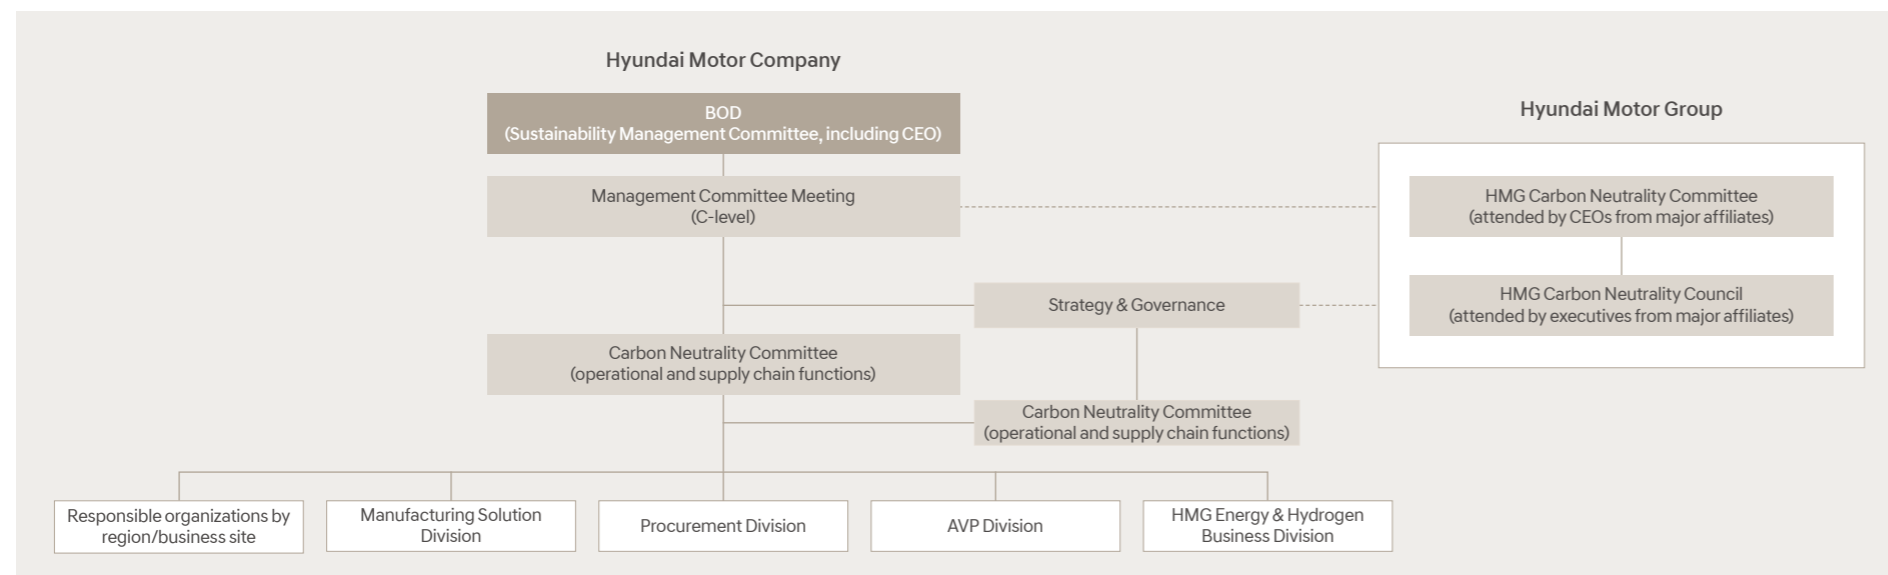 Hyundai Motor Company
BOD
(Sustainability Management Committee, including CEO)
Management Committee Meeting
(C-level)
Strategy & Governance
Carbon Neutrality Committee
(operational and supply chain functions)
Carbon Neutrality Committee
(operational and supply chain functions)
Responsible organizations by
region/business site
Manufacturing Solution
Division
Procurement Division
AVP Division
HMG Energy & Hydrogen
Business Division
Hyundai Motor Group
HMG Carbon Neutrality Committee
(attended by CEOs from major affiliates)
HMG Carbon Neutrality Council
(attended by executives from major affiliates)